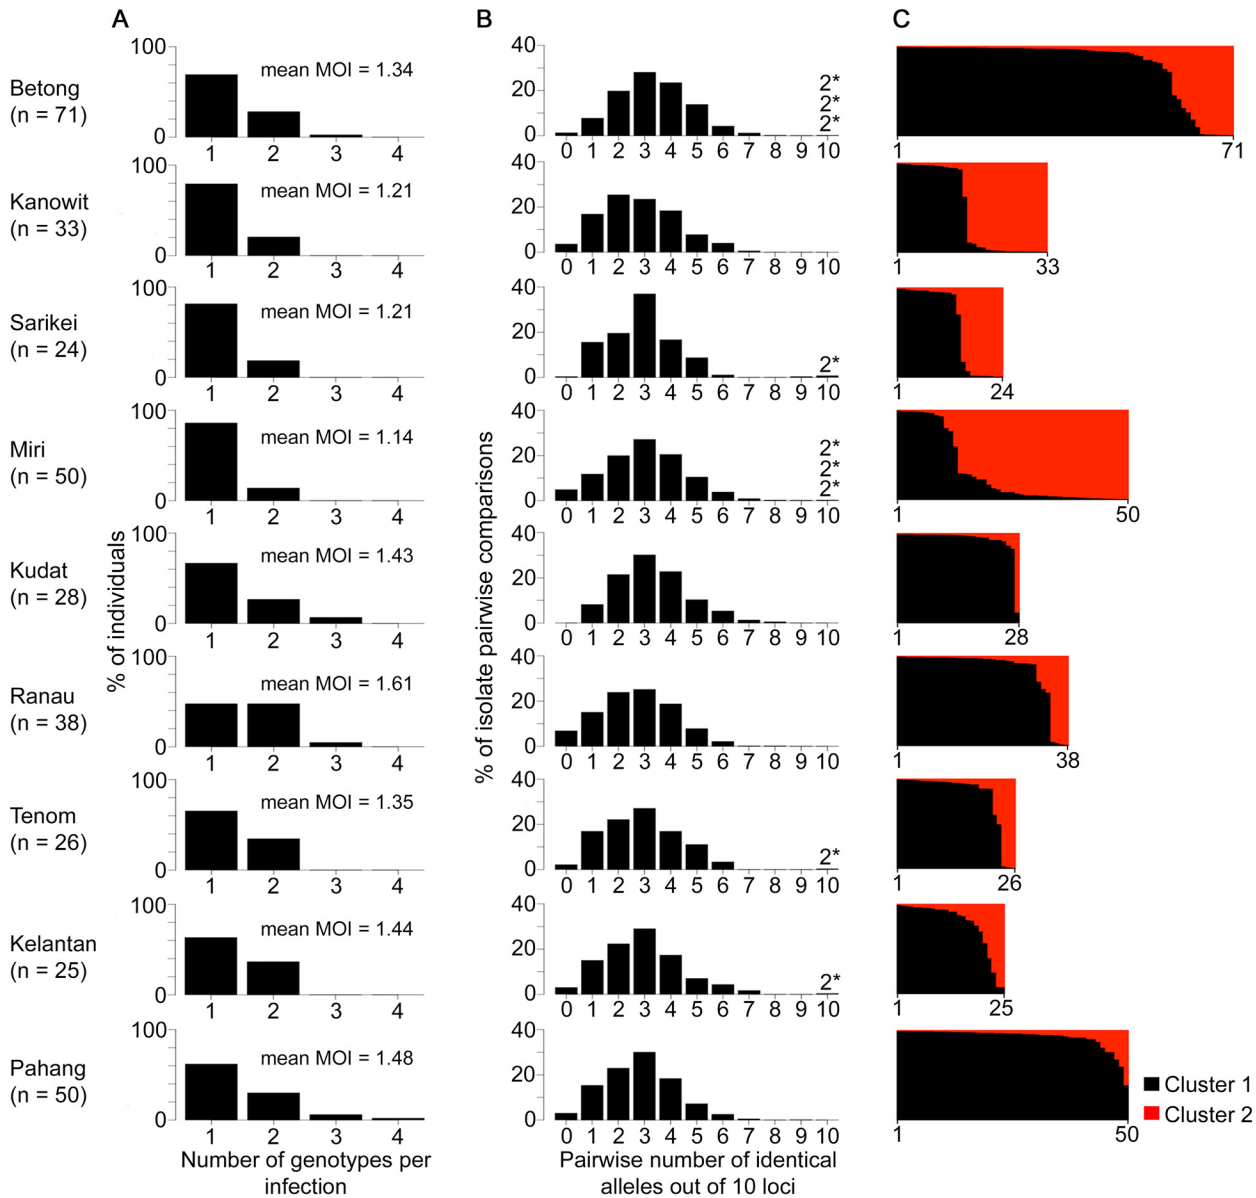 A B C
Betong
(n = 71)
100
0
mean MOI = 1.34
1 2 3 4
40
20
0
2*
2*
2*
0 1 2 3 4 5 6 7 8 9 10
1 71
Kanowit
(n = 33)
100
0
mean MOI = 1.21
1 2 3 4
40
20
0
0 1 2 3 4 5 6 7 8 9 10
1 33
Sarikei
(n = 24)
100
0
mean MOI = 1.21
1 2 3 4
40
20
0
2*
0 1 2 3 4 5 6 7 8 9 10
1 24
Miri
(n = 50)
100
0
mean MOI = 1.14
1 2 3 4
40
20
0
2*
2*
2*
0 1 2 3 4 5 6 7 8 9 10
1 50
Kudat
(n = 28)
100
0
mean MOI = 1.43
1 2 3 4
40
20
0
0 1 2 3 4 5 6 7 8 9 10
1 28
Ranau
(n = 38)
100
0
mean MOI = 1.61
1 2 3 4
40
20
0
0 1 2 3 4 5 6 7 8 9 10
1 38
Tenom
(n = 26)
100
0
mean MOI = 1.35
1 2 3 4
40
20
0
2*
0 1 2 3 4 5 6 7 8 9 10
1 26
Kelantan
(n = 25)
100
0
mean MOI = 1.44
1 2 3 4
40
20
0
2*
0 1 2 3 4 5 6 7 8 9 10
1 25
Pahang
(n = 50)
100
0
mean MOI = 1.48
1 2 3 4
40
20
0
0 1 2 3 4 5 6 7 8 9 10
1 50
% of individuals
% of isolate pairwise comparisons
Number of genotypes per
infection
Pairwise number of identical
alleles out of 10 loci
Cluster 1
Cluster 2